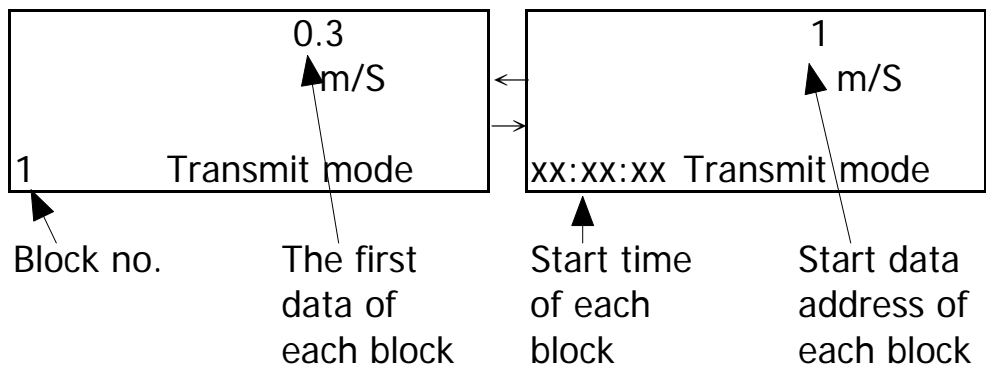 0.3
m/S
1 Transmit mode
1
m/S
xx:xx:xx Transmit mode
Block no.
The first
data of
each block
Start time
of each
block
Start data
address of
each block